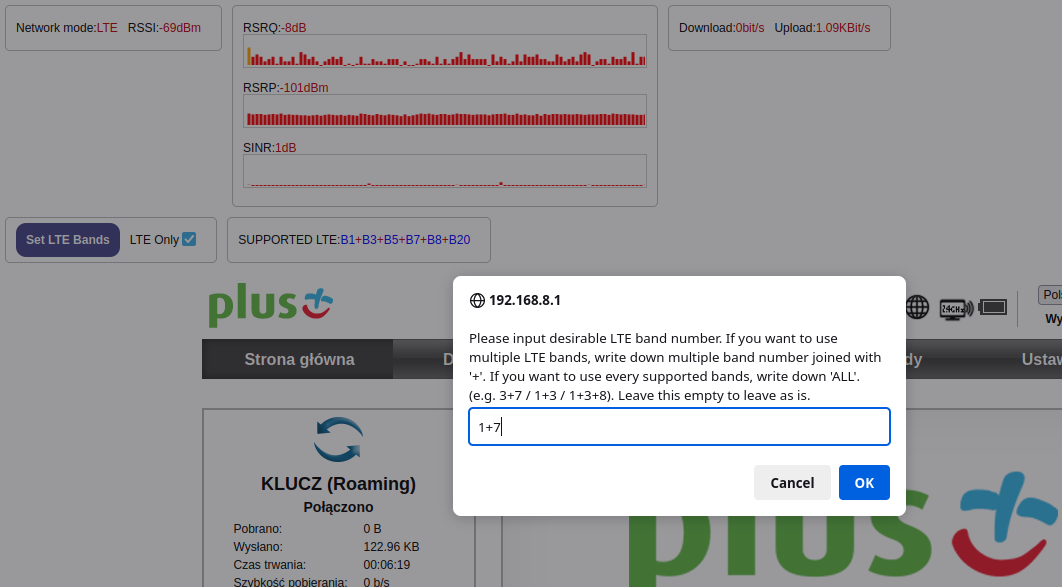 Network mode:LTE RSSI:-69dBm
RSRQ:-8dB
Download:0bit/s Upload:1.09KBit/s
RSRP:-101dBm
SINR:1dB
Set LTE Bands
LTE Only
SUPPORTED LTE:B1+B3+B5+B7+B8+B20
plus
192.168.8.1
Please input desirable LTE band number. If you want to use
multiple LTE bands, write down multiple band number joined with
'+'. If you want to use every supported bands, write down 'ALL'.
(e.g. 3+7 / 1+3 / 1+3+8). Leave this empty to leave as is.
1+7
Cancel
OK
Strona główna
KLUCZ (Roaming)
Połączono
Pobrano: 0 B
Wysłano: 122.96 KB
Czas trwania: 00:06:19
Szybkość pobierania: 0 b/s
plus